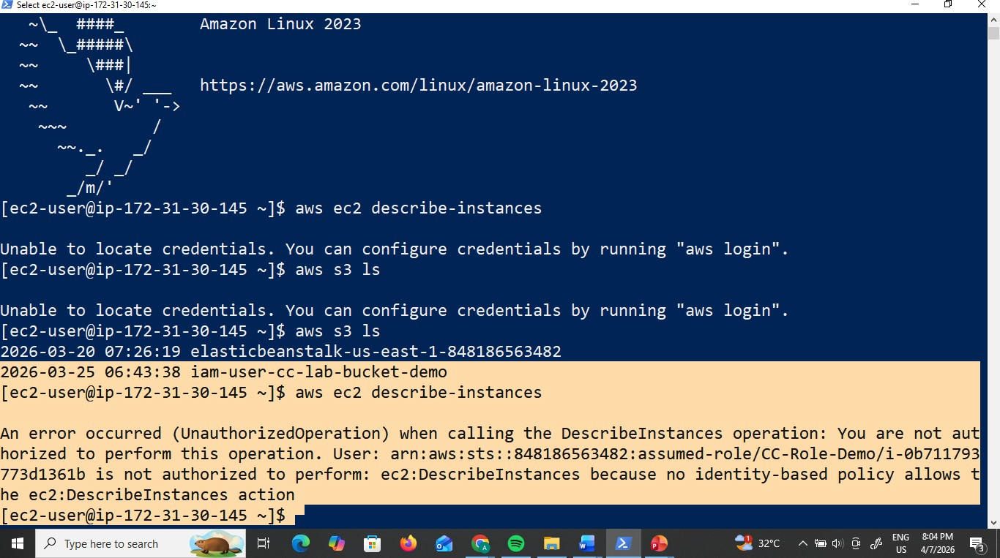 Select ec2-user@ip-172-31-30-145:~
~\_ ####_ Amazon Linux 2023
~~ \_#####\
~~ \###|
~~ \#/ ___ https://aws.amazon.com/linux/amazon-linux-2023
~~ V~' '->
~~~ /
~~._. _/
_/ _/
_/m/'
[ec2-user@ip-172-31-30-145 ~]$ aws ec2 describe-instances
Unable to locate credentials. You can configure credentials by running "aws login".
[ec2-user@ip-172-31-30-145 ~]$ aws s3 ls
Unable to locate credentials. You can configure credentials by running "aws login".
[ec2-user@ip-172-31-30-145 ~]$ aws s3 ls
2026-03-20 07:26:19 elasticbeanstalk-us-east-1-848186563482
2026-03-25 06:43:38 iam-user-cc-lab-bucket-demo
[ec2-user@ip-172-31-30-145 ~]$ aws ec2 describe-instances
An error occurred (UnauthorizedOperation) when calling the DescribeInstances operation: You are not aut
horized to perform this operation. User: arn:aws:sts::848186563482:assumed-role/CC-Role-Demo/i-0b711793
773d1361b is not authorized to perform: ec2:DescribeInstances because no identity-based policy allows t
he ec2:DescribeInstances action
[ec2-user@ip-172-31-30-145 ~]$
Type here to search
32°C
ENG
US
8:04 PM
4/7/2026
3